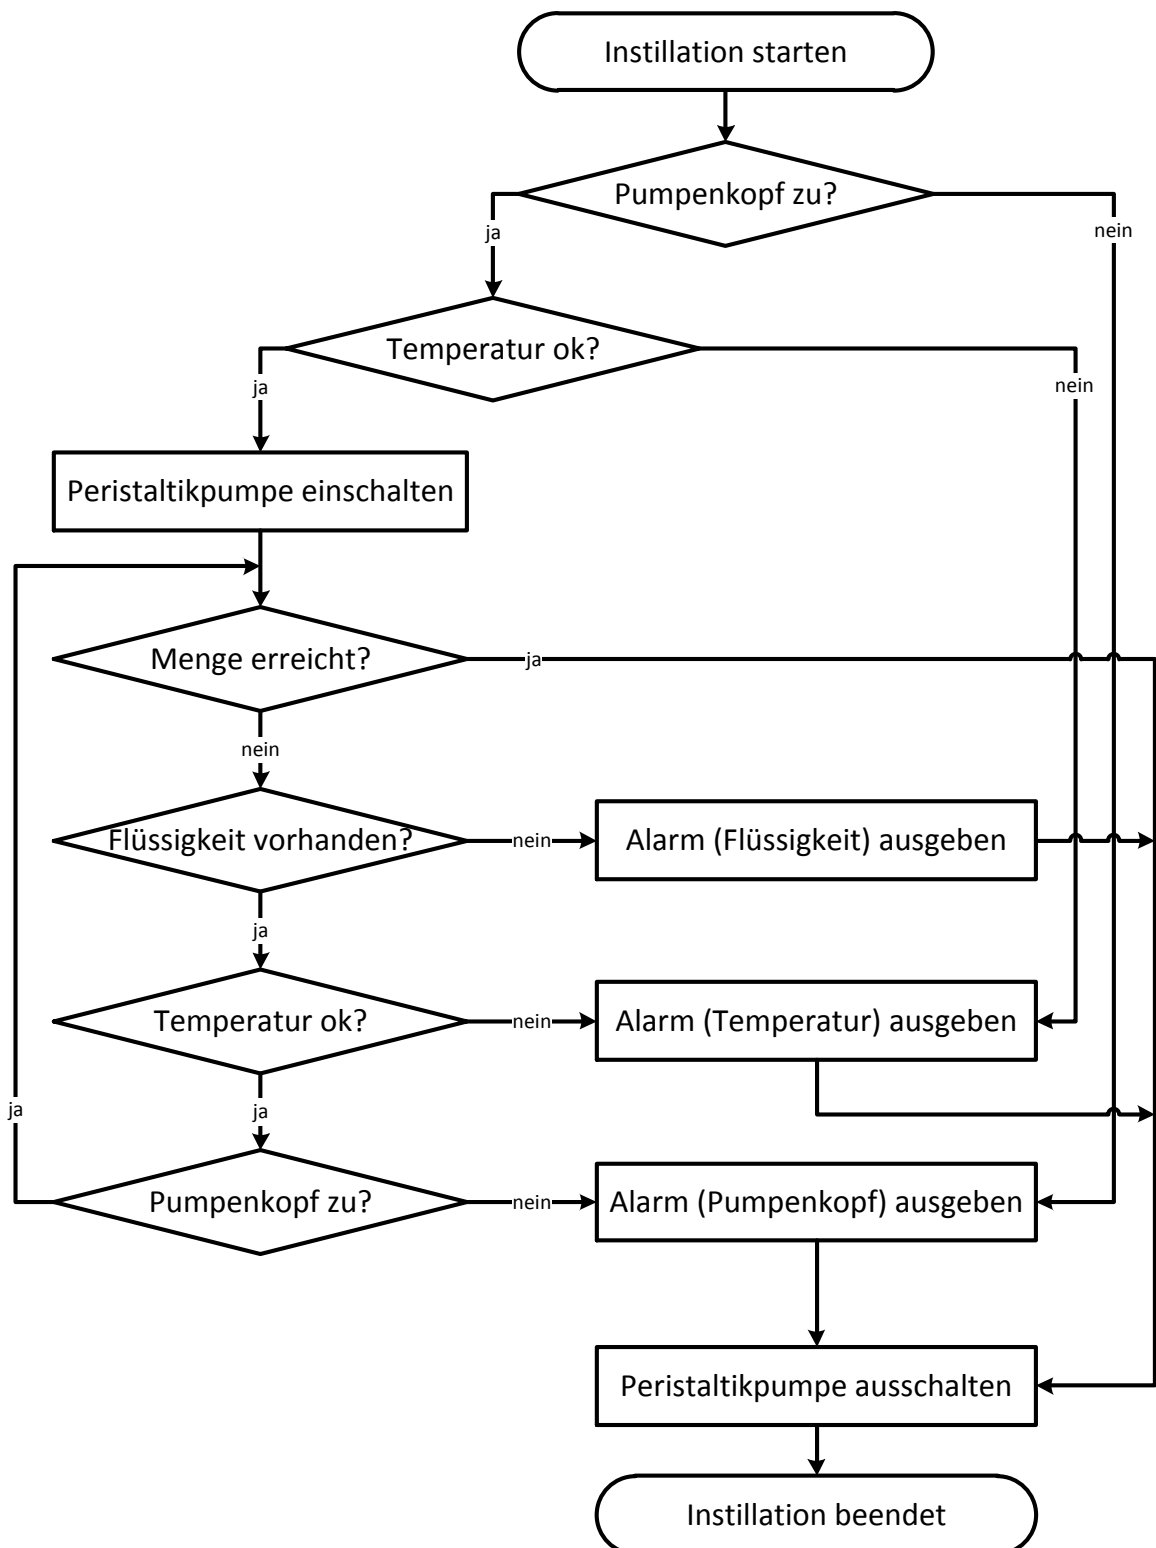 Instillation starten
Pumpenkopf zu?
ja
nein
Temperatur ok?
ja
nein
Peristaltikpumpe einschalten
Menge erreicht?
ja
nein
Flüssigkeit vorhanden?
nein
Alarm (Flüssigkeit) ausgeben
ja
Temperatur ok?
nein
Alarm (Temperatur) ausgeben
ja
ja
Pumpenkopf zu?
nein
Alarm (Pumpenkopf) ausgeben
Peristaltikpumpe ausschalten
Instillation beendet